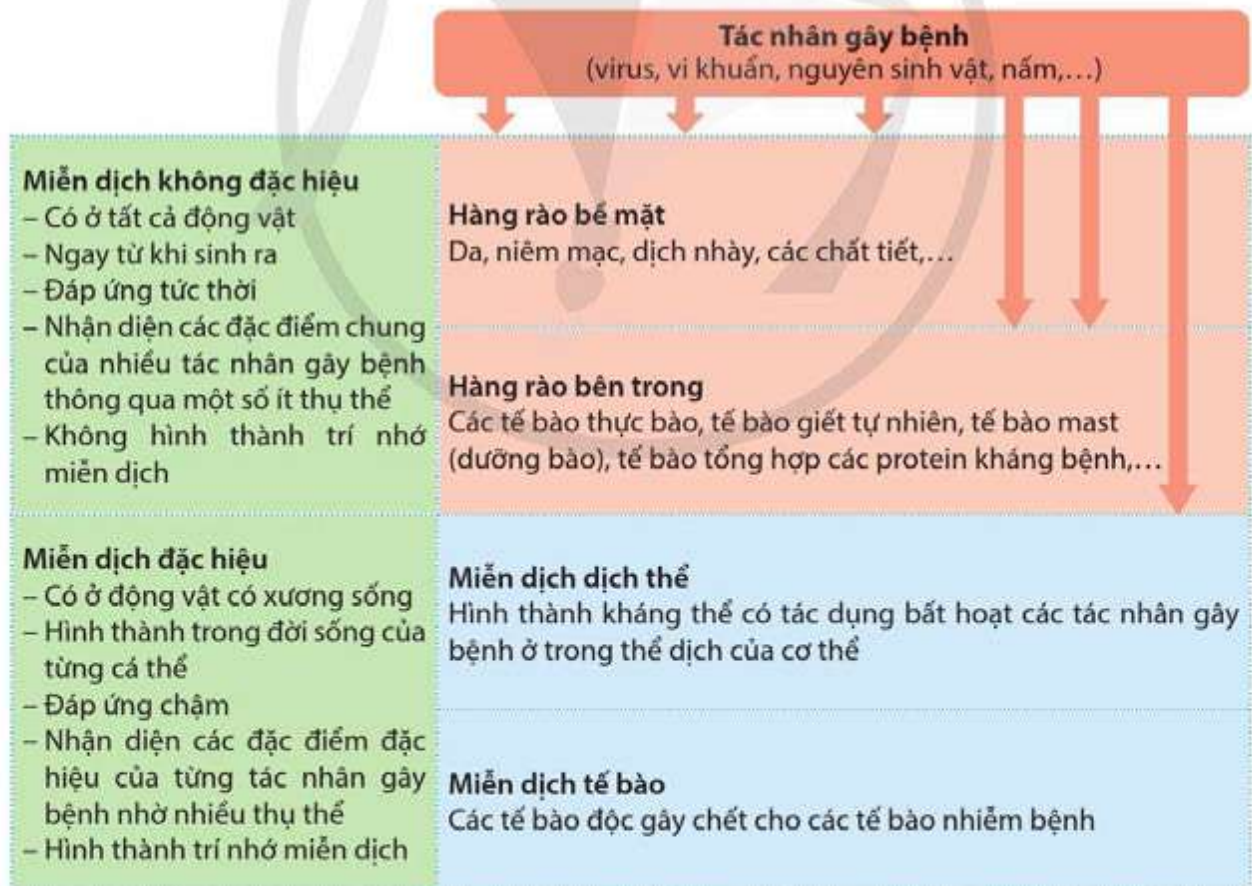 Tác nhân gây bệnh
(virus, vi khuẩn, nguyên sinh vật, nấm,…)
Miễn dịch không đặc hiệu
– Có ở tất cả động vật
– Ngay từ khi sinh ra
– Đáp ứng tức thời
– Nhận diện các đặc điểm chung
của nhiều tác nhân gây bệnh
thông qua một số ít thụ thể
– Không hình thành trí nhớ
miễn dịch
Hàng rào bề mặt
Da, niêm mạc, dịch nhày, các chất tiết,…
Hàng rào bên trong
Các tế bào thực bào, tế bào giết tự nhiên, tế bào mast
(dưỡng bào), tế bào tổng hợp các protein kháng bệnh,…
Miễn dịch đặc hiệu
– Có ở động vật có xương sống
– Hình thành trong đời sống của
từng cá thể
– Đáp ứng chậm
– Nhận diện các đặc điểm đặc
hiệu của từng tác nhân gây
bệnh nhờ nhiều thụ thể
– Hình thành trí nhớ miễn dịch
Miễn dịch dịch thể
Hình thành kháng thể có tác dụng bất hoạt các tác nhân gây
bệnh ở trong thể dịch của cơ thể
Miễn dịch tế bào
Các tế bào độc gây chết cho các tế bào nhiễm bệnh